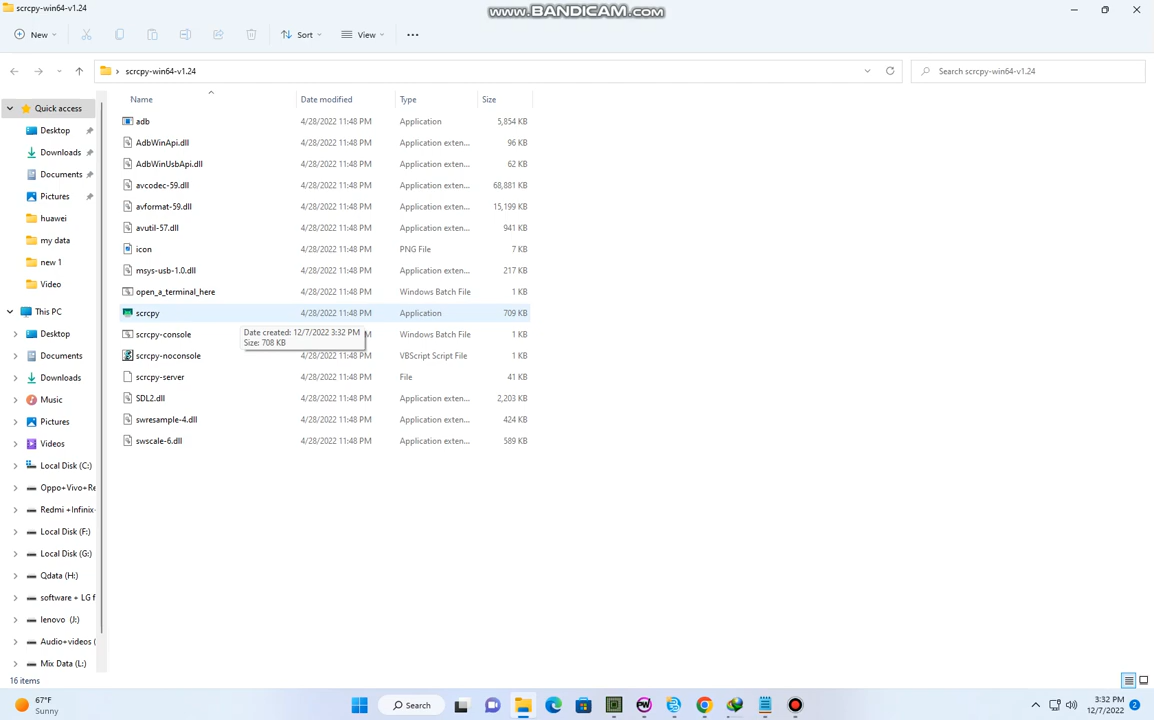 scrcpy-win64-v1.24
www.BANDICAM.com
New
Sort
View
scrcpy-win64-v1.24
Search scrcpy-win64-v1.24
Name Date modified Type Size
Quick access
Desktop
Downloads
Documents
Pictures
huawei
my data
new 1
Video
This PC
Desktop
Documents
Downloads
Music
Pictures
Videos
Local Disk (C:)
Oppo+Vivo+Re
Redmi +Infinix-
Local Disk (F:)
Local Disk (G:)
Qdata (H:)
software + LG f
lenovo (J:)
Audio+videos (
Mix Data (L:)
adb 4/28/2022 11:48 PM Application 5,854 KB
AdbWinApi.dll 4/28/2022 11:48 PM Application exten... 96 KB
AdbWinUsbApi.dll 4/28/2022 11:48 PM Application exten... 62 KB
avcodec-59.dll 4/28/2022 11:48 PM Application exten... 68,881 KB
avformat-59.dll 4/28/2022 11:48 PM Application exten... 15,199 KB
avutil-57.dll 4/28/2022 11:48 PM Application exten... 941 KB
icon 4/28/2022 11:48 PM PNG File 7 KB
msys-usb-1.0.dll 4/28/2022 11:48 PM Application exten... 217 KB
open_a_terminal_here 4/28/2022 11:48 PM Windows Batch File 1 KB
scrcpy 4/28/2022 11:48 PM Application 709 KB
scrcpy-console M Windows Batch File 1 KB
Date created: 12/7/2022 3:32 PM
Size: 708 KB
scrcpy-noconsole 4/28/2022 11:48 PM VBScript Script File 1 KB
scrcpy-server 4/28/2022 11:48 PM File 41 KB
SDL2.dll 4/28/2022 11:48 PM Application exten... 2,203 KB
swresample-4.dll 4/28/2022 11:48 PM Application exten... 424 KB
swscale-6.dll 4/28/2022 11:48 PM Application exten... 589 KB
16 items
67°F
Sunny
Search
PW
3:32 PM
12/7/2022
2